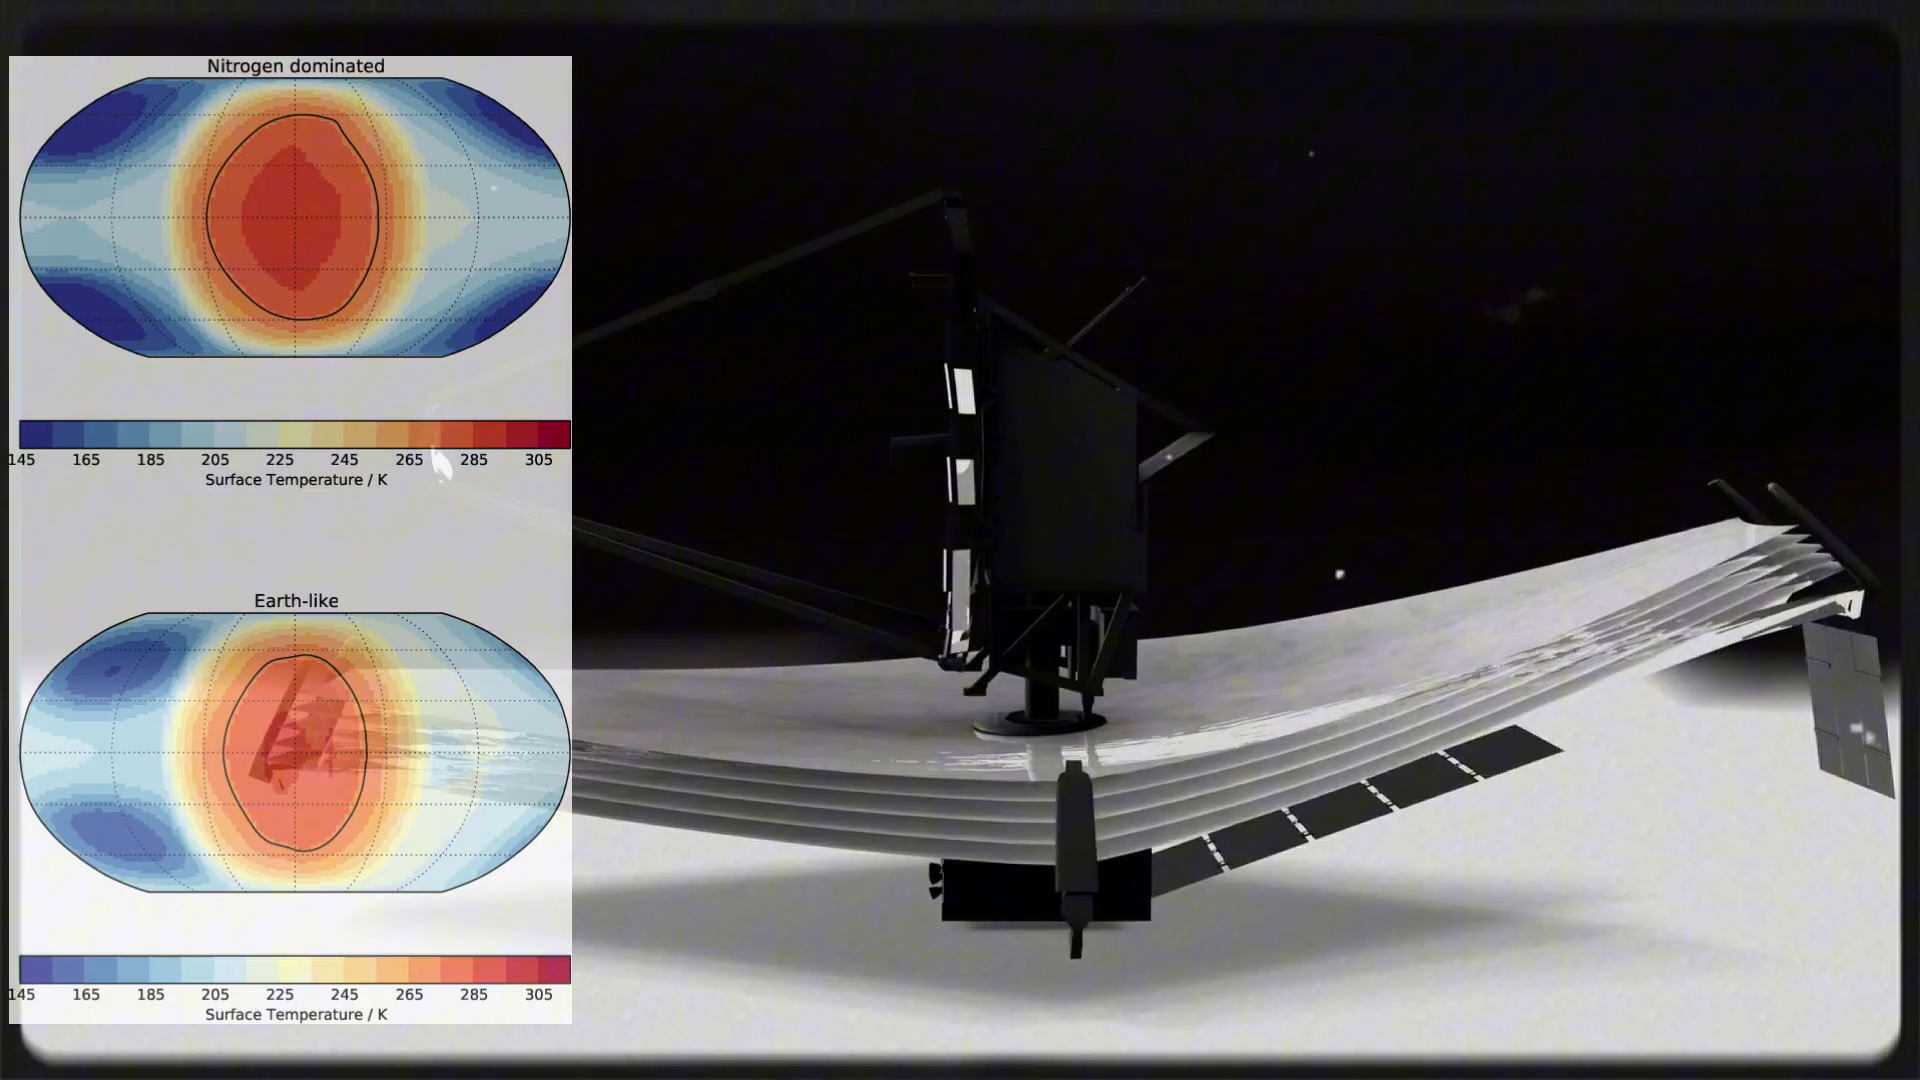 Nitrogen dominated
145 165 185 205 225 245 265 285 305
Surface Temperature / K
Earth-like
145 165 185 205 225 245 265 285 305
Surface Temperature / K